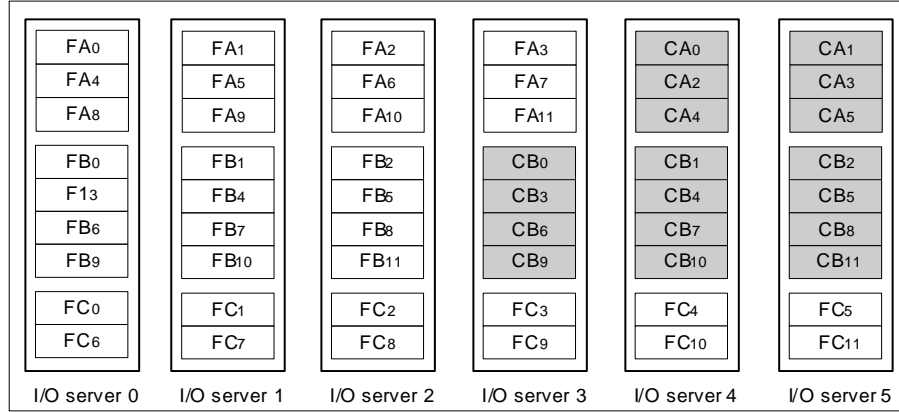 FA0 FA1 FA2 FA3 CA0 CA1
FA4 FA5 FA6 FA7 CA2 CA3
FA8 FA9 FA10 FA11 CA4 CA5
FB0 FB1 FB2 CB0 CB1 CB2
F13 FB4 FB5 CB3 CB4 CB5
FB6 FB7 FB8 CB6 CB7 CB8
FB9 FB10 FB11 CB9 CB10 CB11
FC0 FC1 FC2 FC3 FC4 FC5
FC6 FC7 FC8 FC9 FC10 FC11
I/O server 0 I/O server 1 I/O server 2 I/O server 3 I/O server 4 I/O server 5